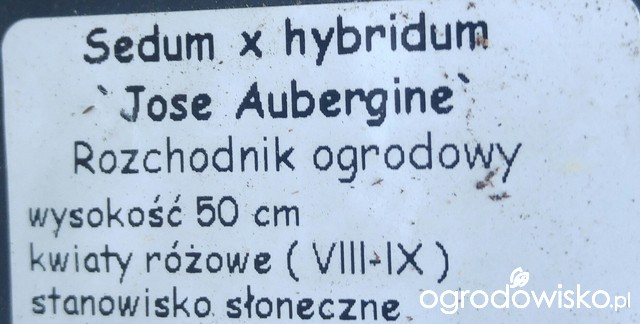 Sedum x hybridum
`Jose Aubergine`
Rozchodnik ogrodowy
wysokość 50 cm
kwiaty różowe ( VIII-IX )
stanowisko słoneczne
ogrodowisko.pl